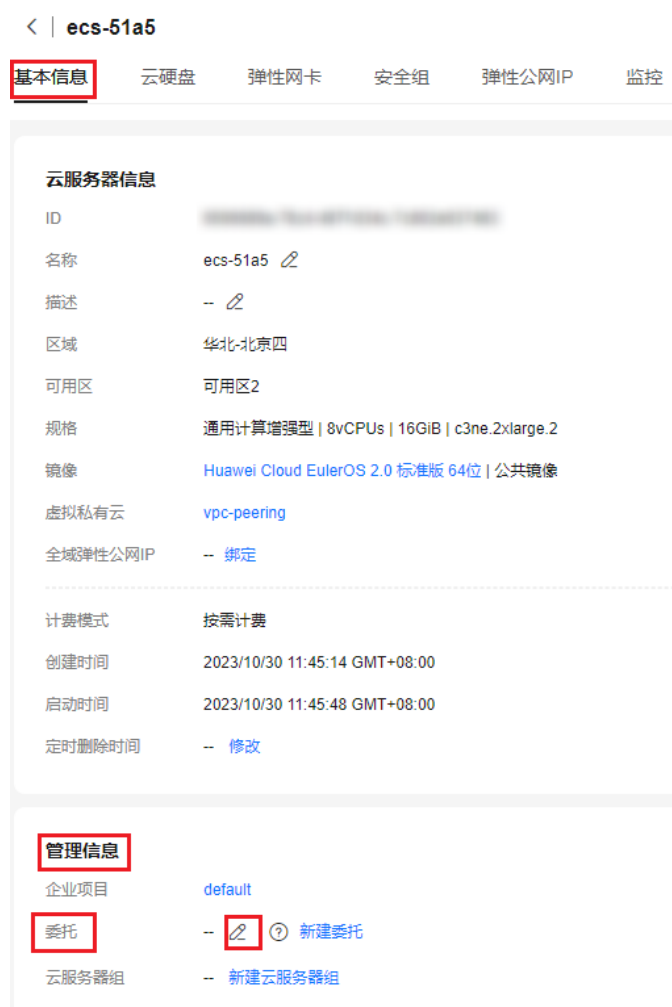 ecs-51a5
基本信息 云硬盘 弹性网卡 安全组 弹性公网IP 监控
云服务器信息
ID
名称 ecs-51a5
描述 --
区域 华北-北京四
可用区 可用区2
规格 通用计算增强型 | 8vCPUs | 16GiB | c3ne.2xlarge.2
镜像 Huawei Cloud EulerOS 2.0 标准版 64位 | 公共镜像
虚拟私有云 vpc-peering
全域弹性公网IP -- 绑定
计费模式 按需计费
创建时间 2023/10/30 11:45:14 GMT+08:00
启动时间 2023/10/30 11:45:48 GMT+08:00
定时删除时间 -- 修改
管理信息
企业项目 default
委托 -- ? 新建委托
云服务器组 -- 新建云服务器组